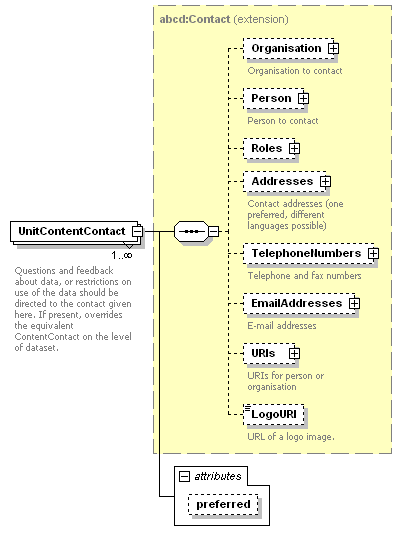 abcd:Contact (extension)
Organisation
Organisation to contact
Person
Person to contact
Roles
Addresses
Contact addresses (one
preferred, different
languages possible)
UnitContentContact
1..∞
Questions and feedback
about data, or restrictions on
use of the data should be
directed to the contact given
here. If present, overrides
the equivalent
ContentContact on the level
of dataset.
TelephoneNumbers
Telephone and fax numbers
EmailAddresses
E-mail addresses
URIs
URIs for person or
organisation
LogoURI
URL of a logo image.
attributes
preferred